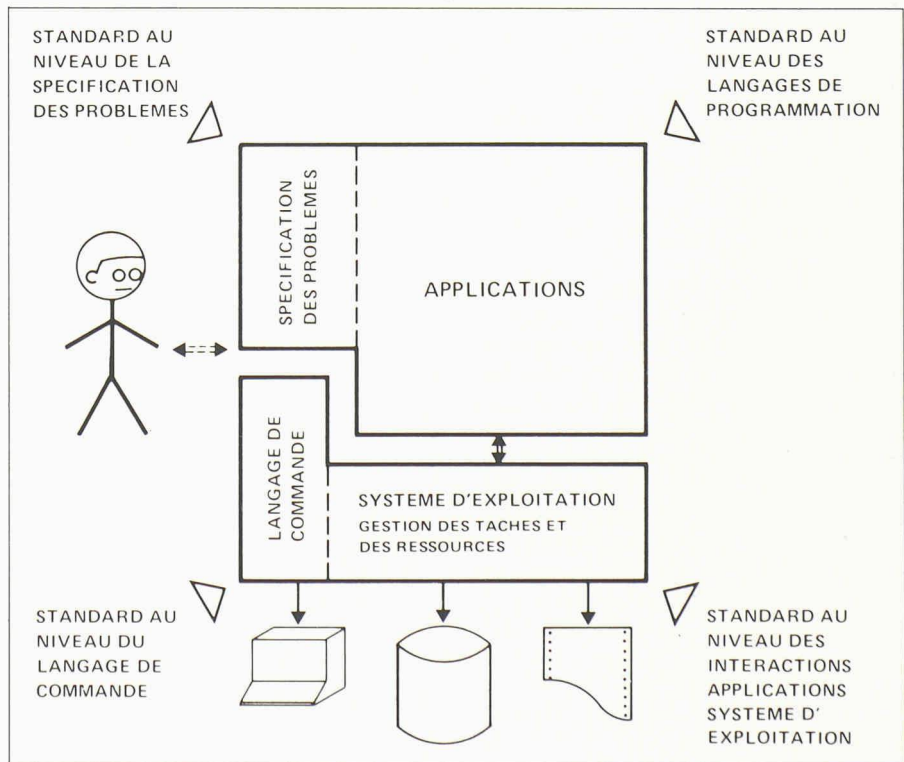 STANDARD AU
NIVEAU DE LA
SPECIFICATION
DES PROBLEMES
STANDARD AU
NIVEAU DES
LANGAGES DE
PROGRAMMATION
SPECIFICATION
DES PROBLEMES
APPLICATIONS
LANGAGE DE
COMMANDE
SYSTEME D'EXPLOITATION
GESTION DES TACHES ET
DES RESSOURCES
STANDARD AU
NIVEAU DU
LANGAGE DE
COMMANDE
STANDARD AU
NIVEAU DES
INTERACTIONS
APPLICATIONS
SYSTEME D'
EXPLOITATION